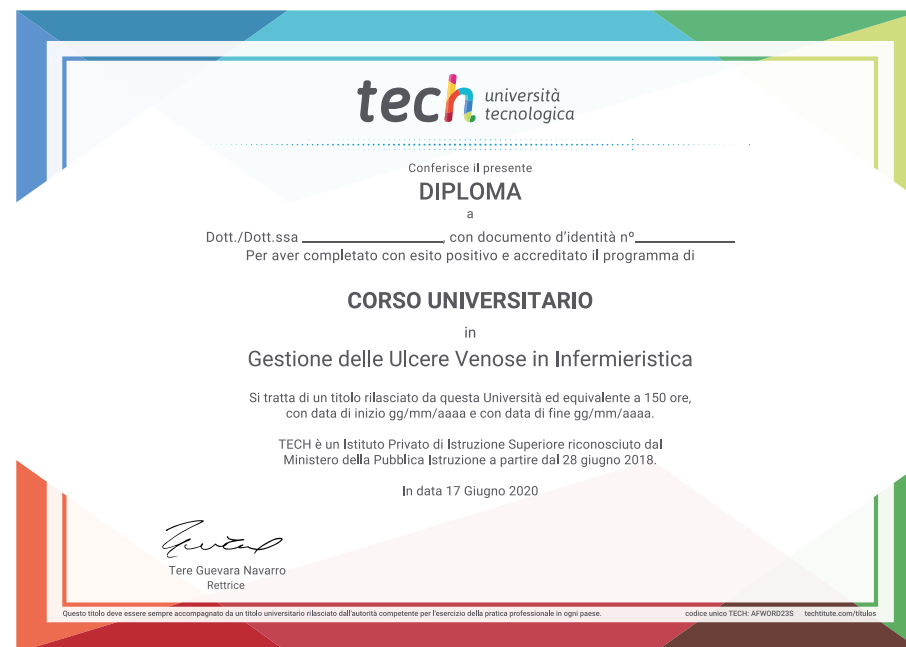 tech università
tecnologica
Conferisce il presente
DIPLOMA
a
Dott./Dott.ssa ____________________, con documento d'identità nº______________
Per aver completato con esito positivo e accreditato il programma di
CORSO UNIVERSITARIO
in
Gestione delle Ulcere Venose in Infermieristica
Si tratta di un titolo rilasciato da questa Università ed equivalente a 150 ore,
con data di inizio gg/mm/aaaa e con data di fine gg/mm/aaaa.
TECH è un Istituto Privato di Istruzione Superiore riconosciuto dal
Ministero della Pubblica Istruzione a partire dal 28 giugno 2018.
In data 17 Giugno 2020
Tere Guevara Navarro
Rettrice
Questo titolo deve essere sempre accompagnato da un titolo universitario rilasciato dall'autorità competente per l'esercizio della pratica professionale in ogni paese. codice unico TECH: AFWORD23S techtitute.com/titulos